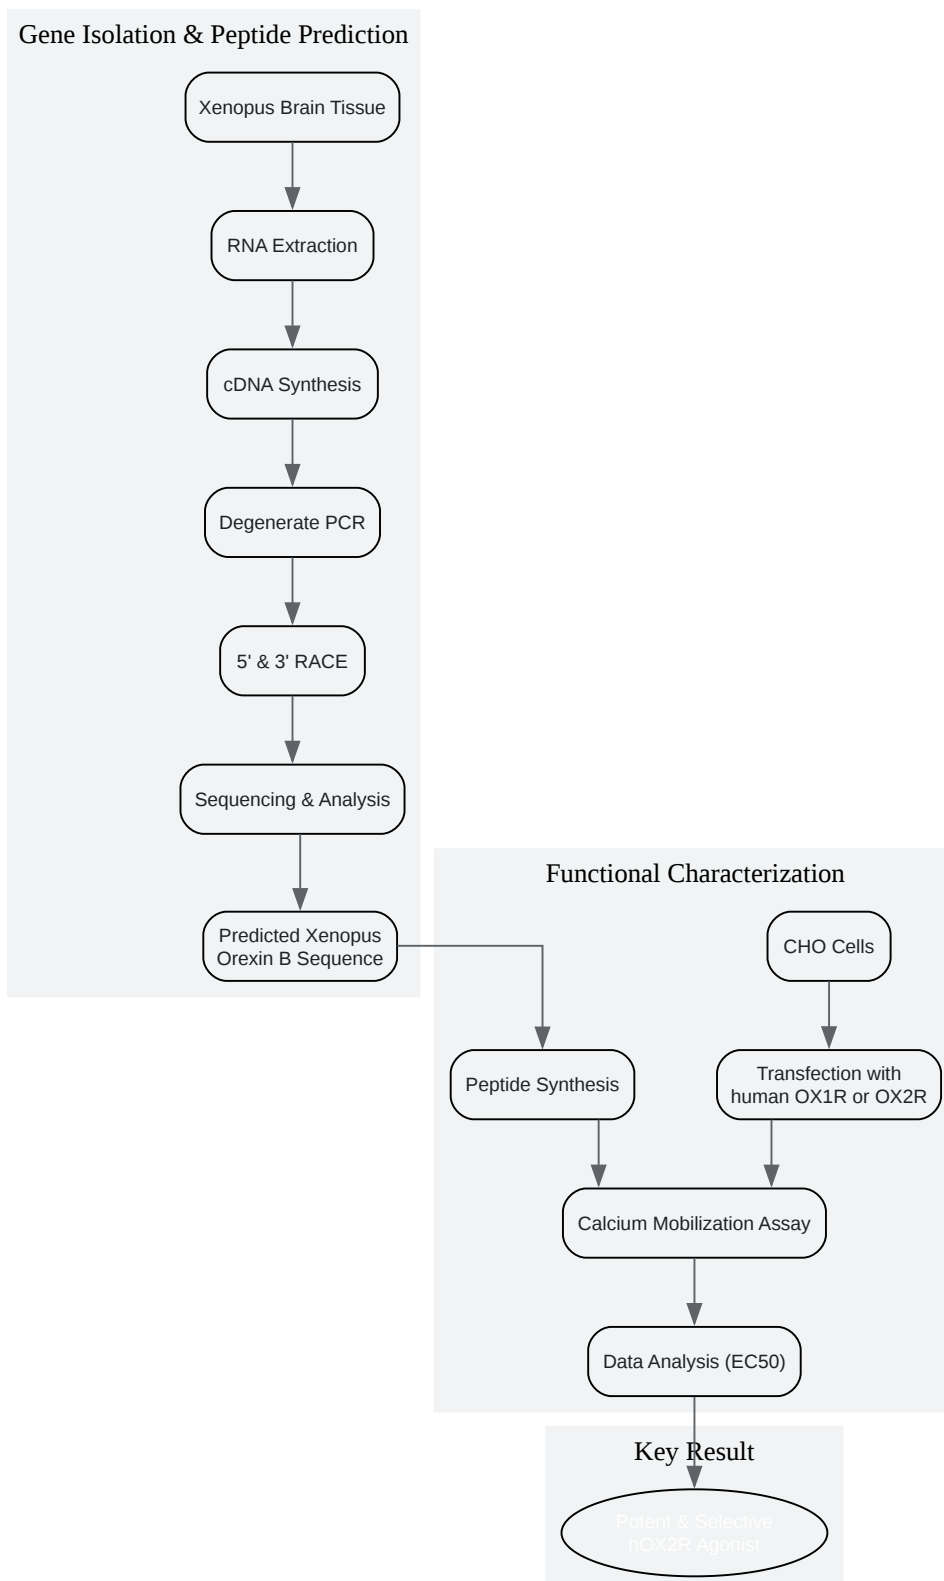 Gene Isolation & Peptide Prediction
Xenopus Brain Tissue
RNA Extraction
cDNA Synthesis
Degenerate PCR
5' & 3' RACE
Sequencing & Analysis
Predicted Xenopus
Orexin B Sequence
Functional Characterization
CHO Cells
Peptide Synthesis
Transfection with
human OX1R or OX2R
Calcium Mobilization Assay
Data Analysis (EC50)
Key Result
Potent & Selective
hOX2R Agonist